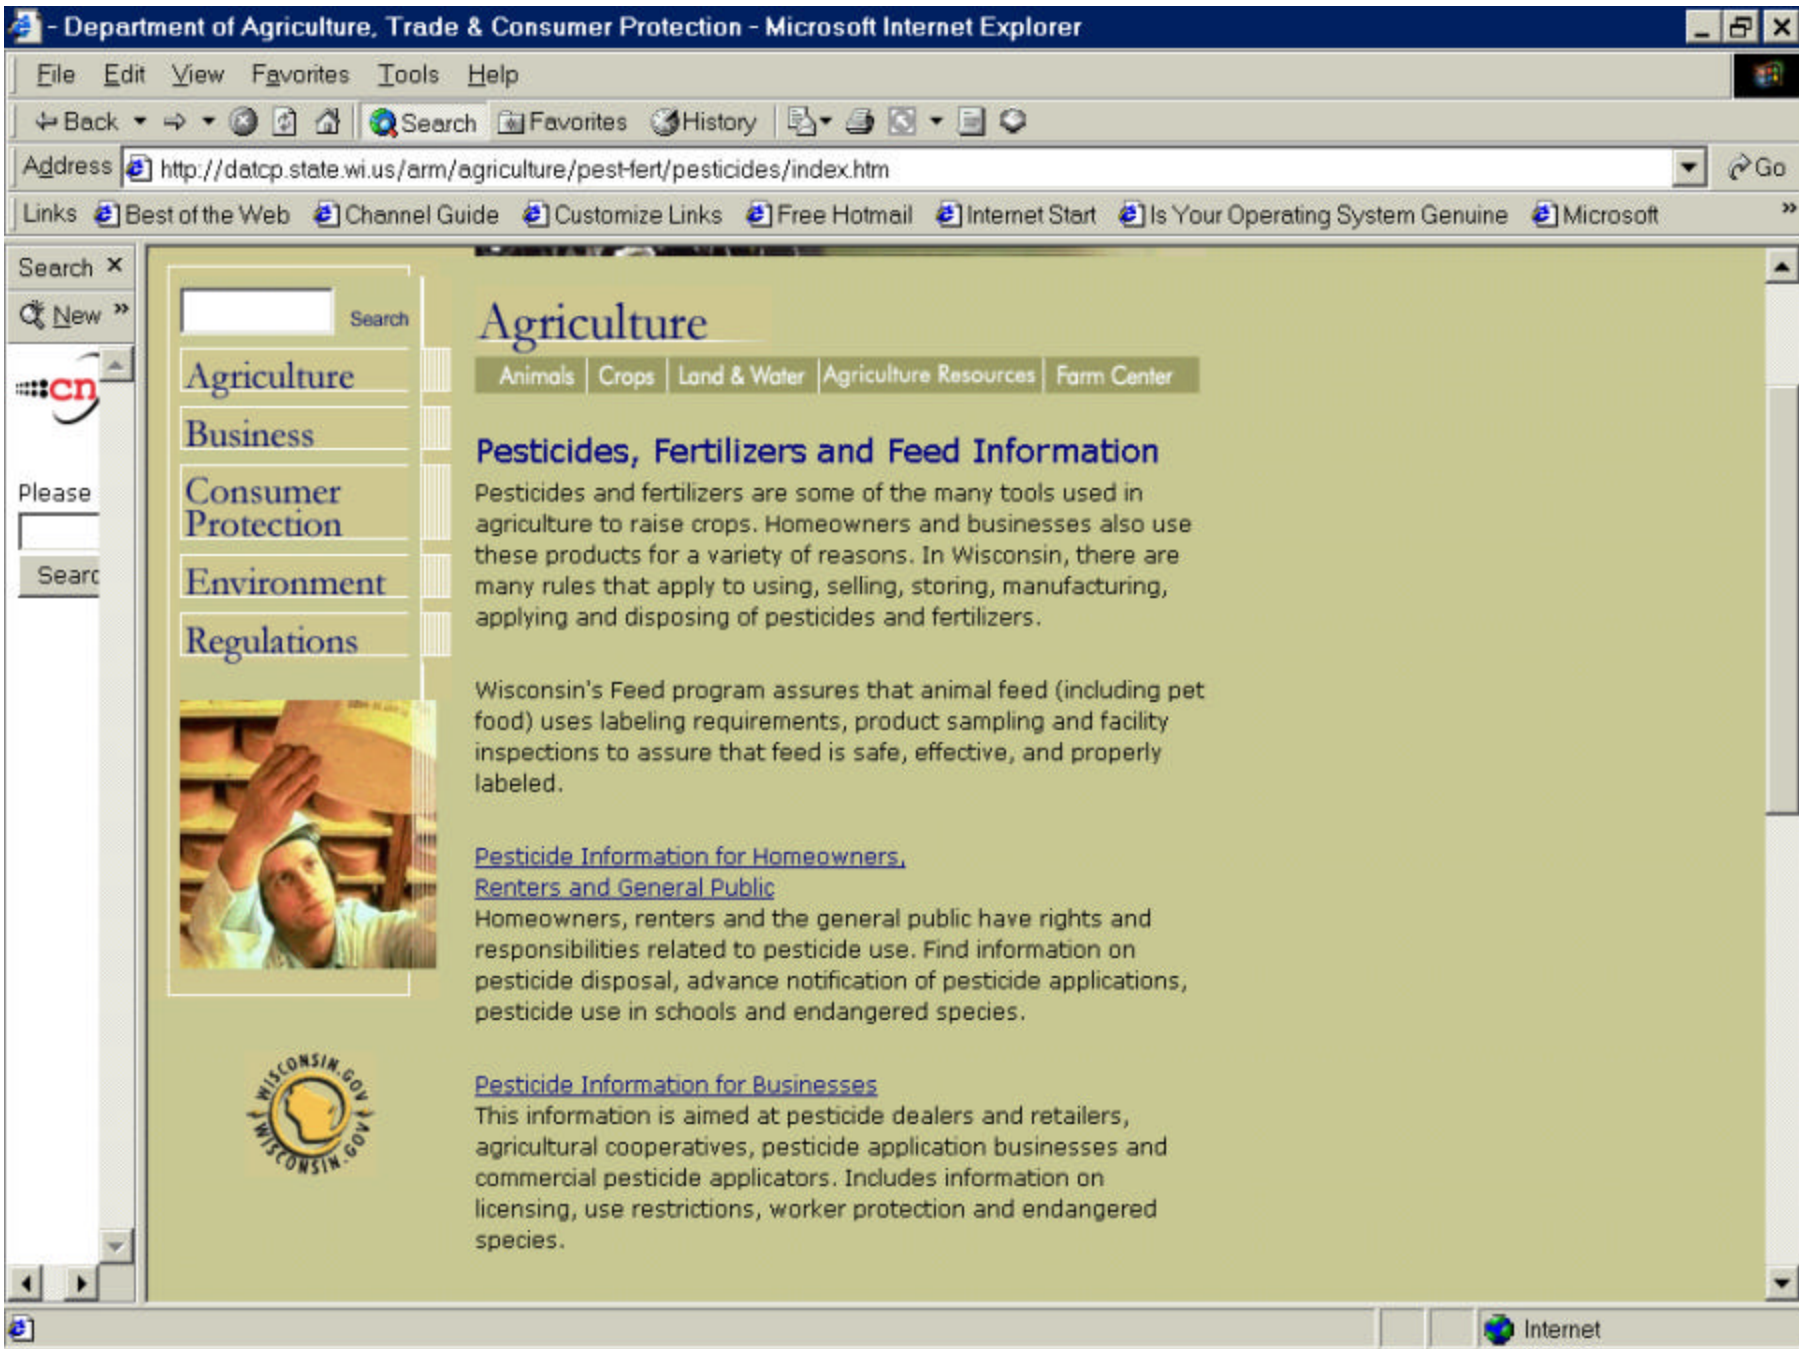 - Department of Agriculture, Trade & Consumer Protection - Microsoft Internet Explorer
File Edit View Favorites Tools Help
Back Search Favorites History
Address http://datcp.state.wi.us/arm/agriculture/pest-fert/pesticides/index.htm Go
Links Best of the Web Channel Guide Customize Links Free Hotmail Internet Start Is Your Operating System Genuine Microsoft »
Search
New »
cn
Please
Searc
Search
Agriculture
Business
Consumer
Protection
Environment
Regulations
WISCONSIN.GOV
WISCONSIN.GOV
Agriculture
Animals Crops Land & Water Agriculture Resources Farm Center
Pesticides, Fertilizers and Feed Information
Pesticides and fertilizers are some of the many tools used in
agriculture to raise crops. Homeowners and businesses also use
these products for a variety of reasons. In Wisconsin, there are
many rules that apply to using, selling, storing, manufacturing,
applying and disposing of pesticides and fertilizers.
Wisconsin's Feed program assures that animal feed (including pet
food) uses labeling requirements, product sampling and facility
inspections to assure that feed is safe, effective, and properly
labeled.
Pesticide Information for Homeowners,
Renters and General Public
Homeowners, renters and the general public have rights and
responsibilities related to pesticide use. Find information on
pesticide disposal, advance notification of pesticide applications,
pesticide use in schools and endangered species.
Pesticide Information for Businesses
This information is aimed at pesticide dealers and retailers,
agricultural cooperatives, pesticide application businesses and
commercial pesticide applicators. Includes information on
licensing, use restrictions, worker protection and endangered
species.
Internet